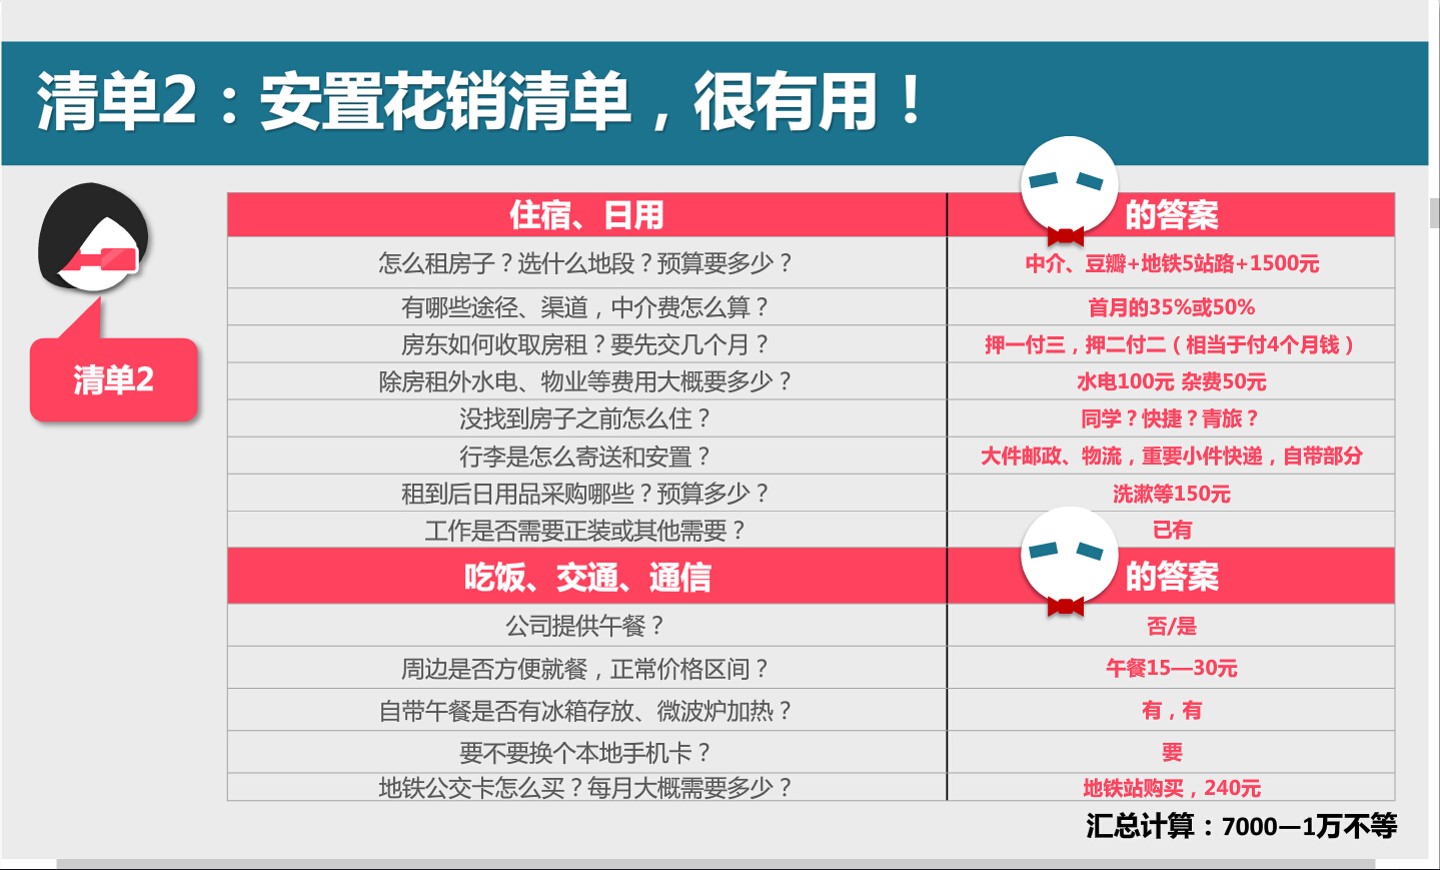 清单2：安置花销清单，很有用！
清单2
住宿、日用 的答案
怎么租房子？选什么地段？预算要多少？ 中介、豆瓣+地铁5站路+1500元
有哪些途径、渠道，中介费怎么算？ 首月的35%或50%
房东如何收取房租？要先交几个月？ 押一付三，押二付二（相当于付4个月钱）
除房租外水电、物业等费用大概要多少？ 水电100元 杂费50元
没找到房子之前怎么住？ 同学？快捷？青旅？
行李是怎么寄送和安置？ 大件邮政、物流，重要小件快递，自带部分
租到后日用品采购哪些？预算多少？ 洗漱等150元
工作是否需要正装或其他需要？ 已有
吃饭、交通、通信 的答案
公司提供午餐？ 否/是
周边是否方便就餐，正常价格区间？ 午餐15—30元
自带午餐是否有冰箱存放、微波炉加热？ 有，有
要不要换个本地手机卡？ 要
地铁公交卡怎么买？每月大概需要多少？ 地铁站购买，240元
汇总计算：7000—1万不等